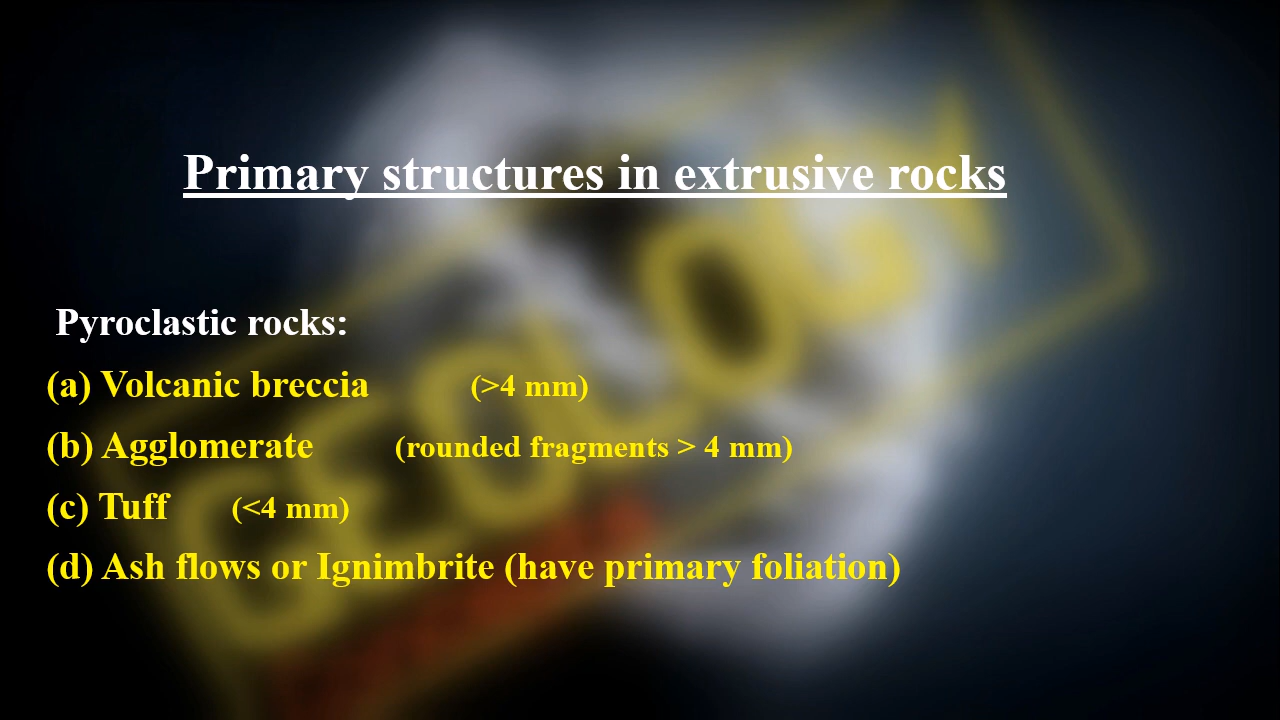 Primary structures in extrusive rocks
Pyroclastic rocks:
(a) Volcanic breccia (>4 mm)
(b) Agglomerate (rounded fragments > 4 mm)
(c) Tuff (<4 mm)
(d) Ash flows or Ignimbrite (have primary foliation)
GEOLOGY